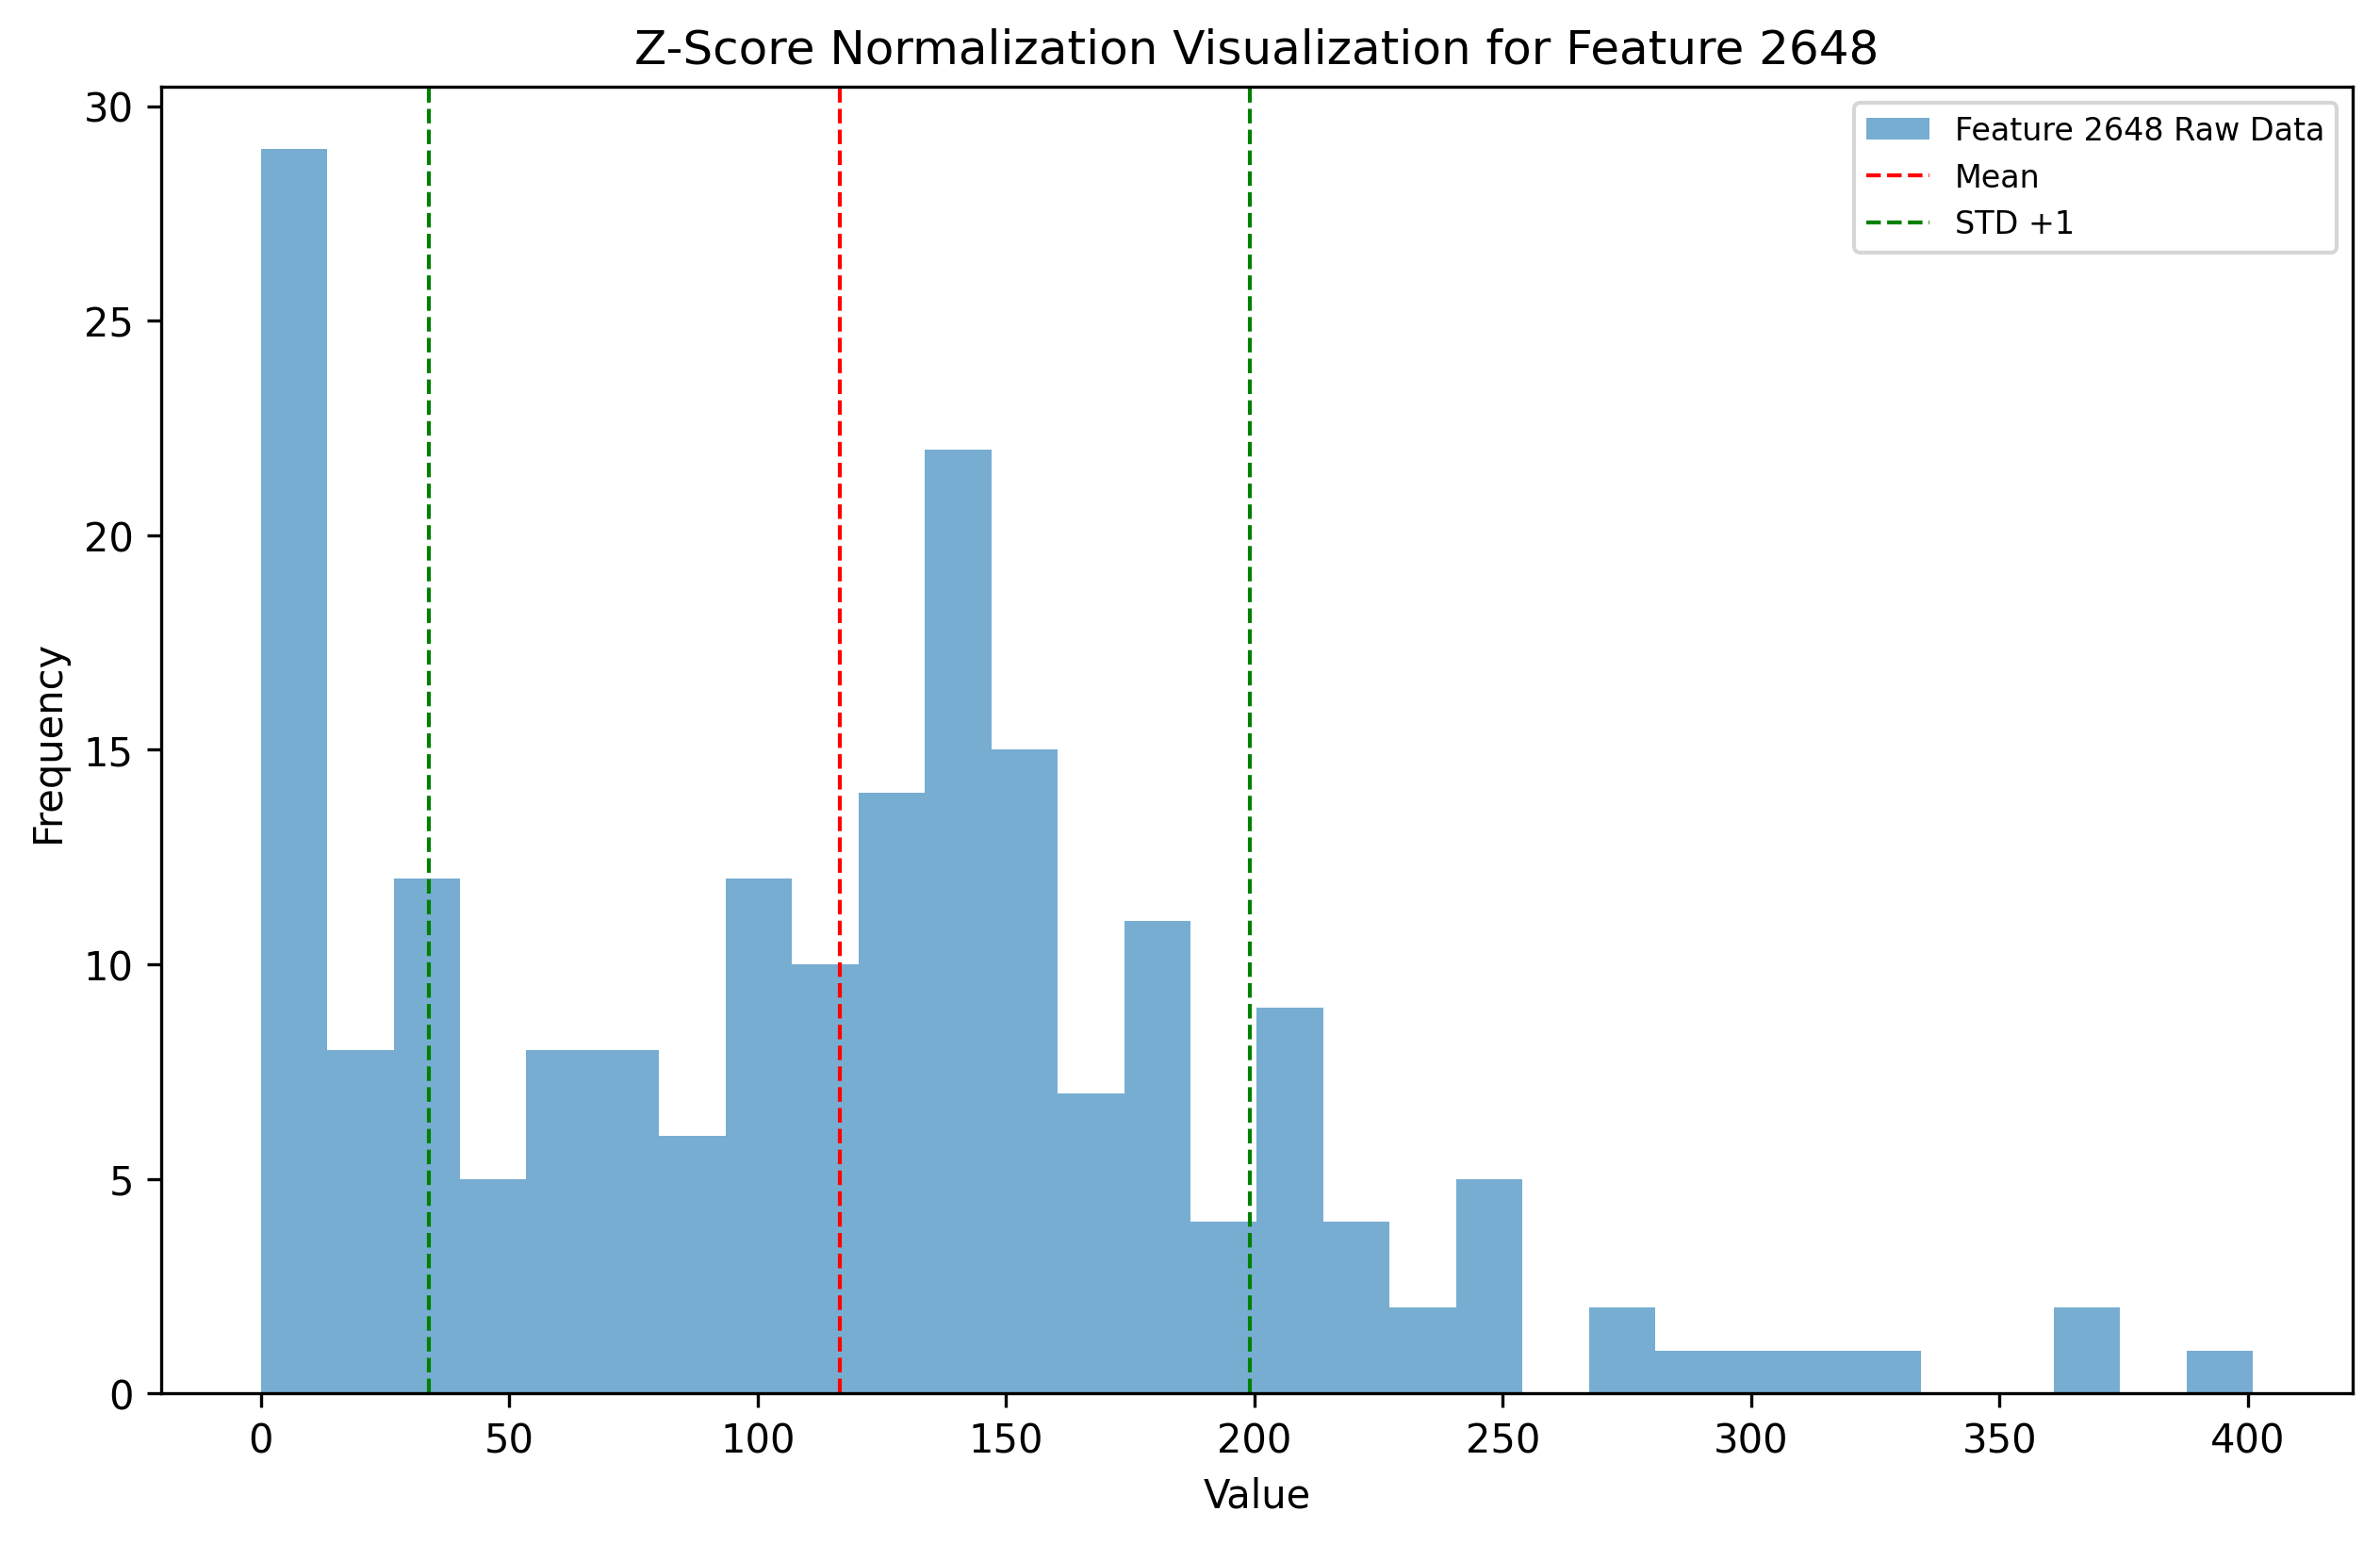 Z-Score Normalization Visualization for Feature 2648
Feature 2648 Raw Data
Mean
STD +1
Frequency
30
25
20
15
10
5
0
0 50 100 150 200 250 300 350 400
Value